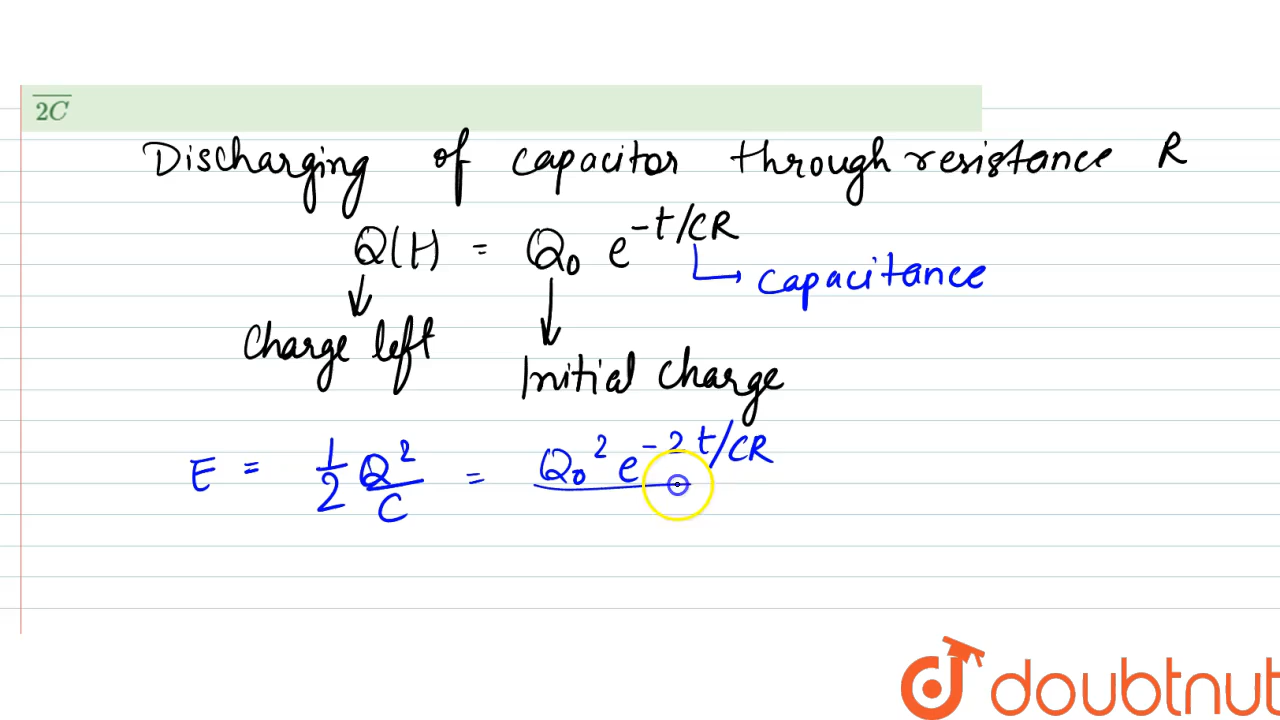 2C
Discharging of capacitor through resistance R
Q(t) = Q₀ e^-t/CR
capacitance
Charge left
Initial charge
E = 1/2 Q²/C = Q₀² e^-2t/CR
doubtnut